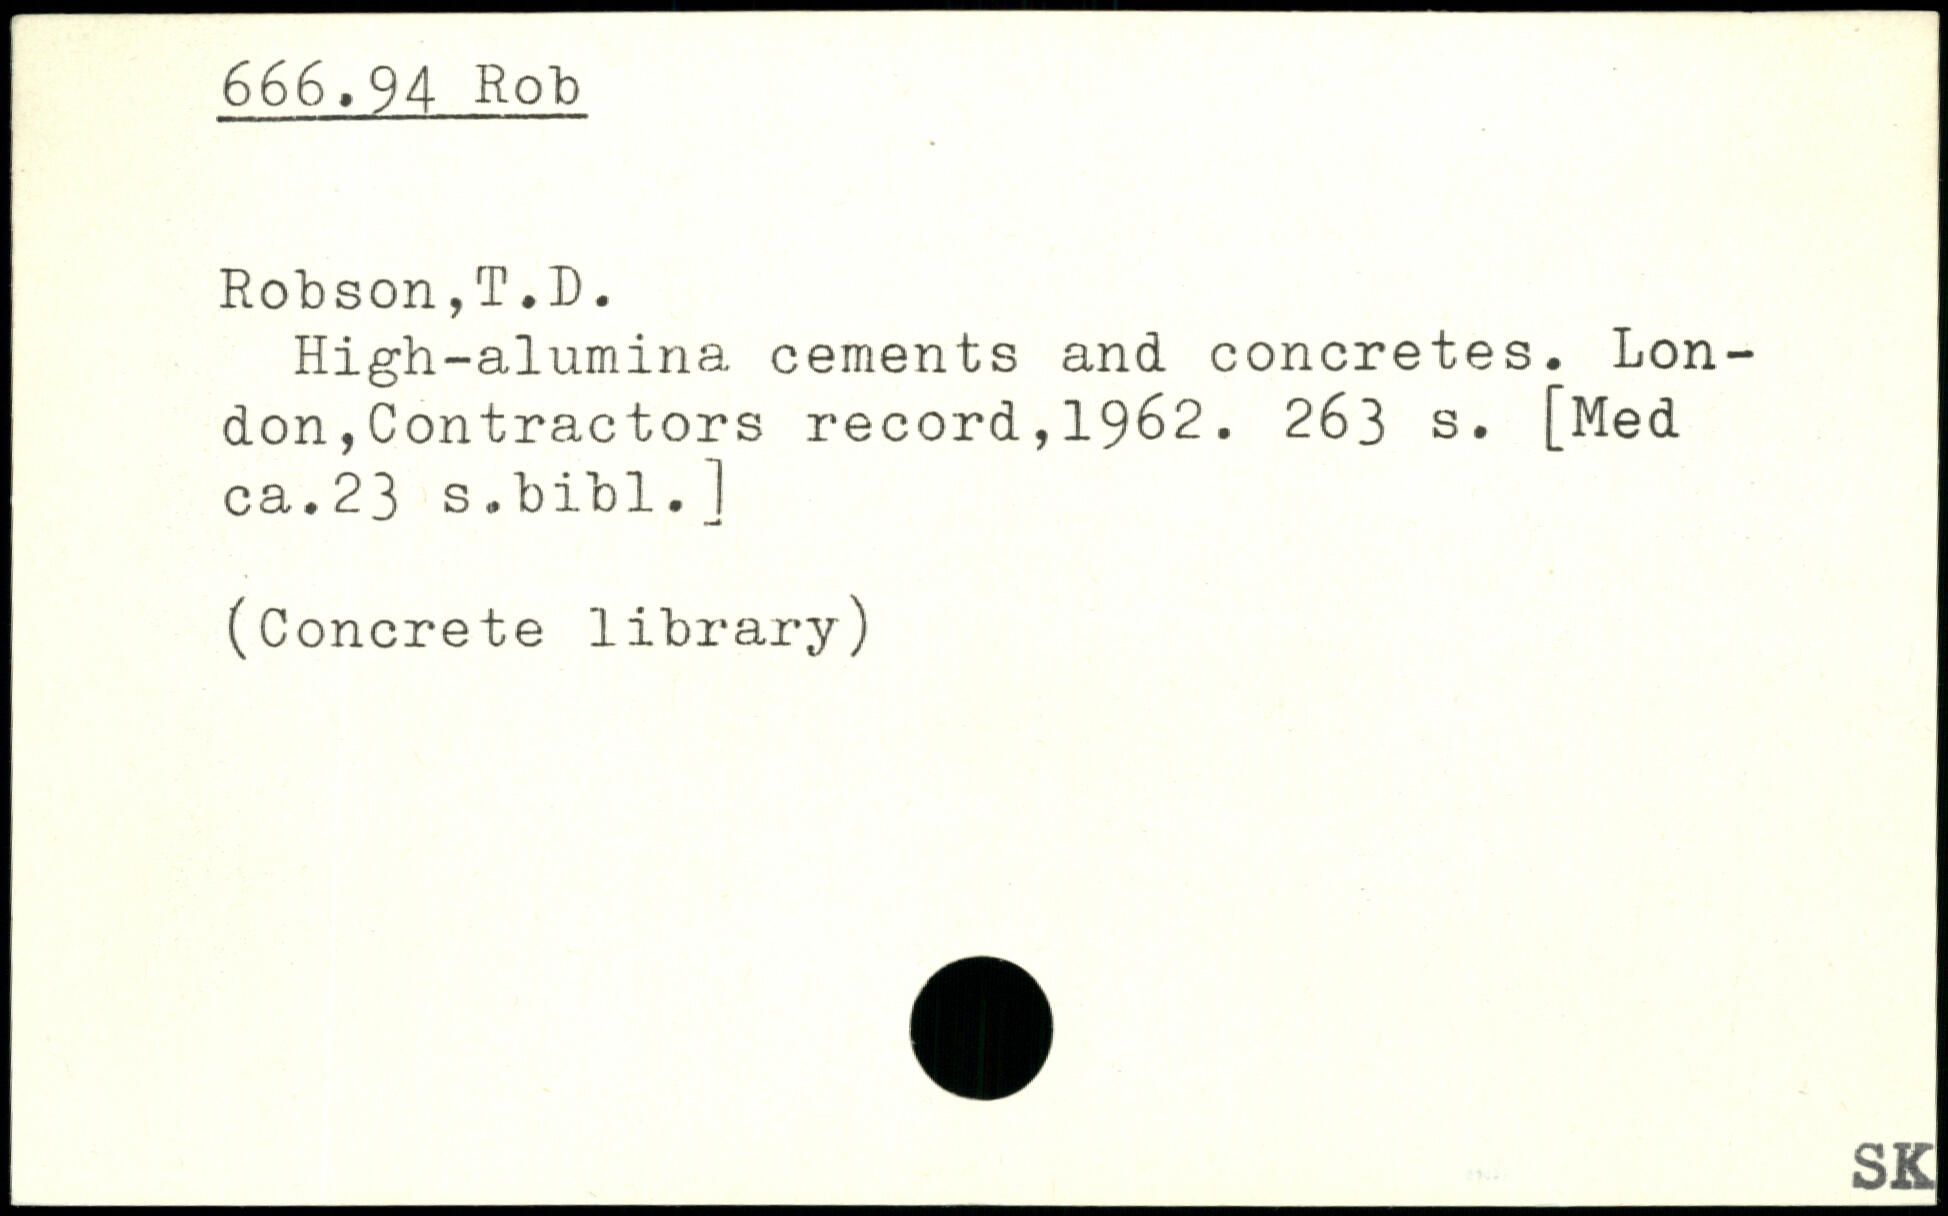 666.94 Rob
Robson,T.D.
High-alumina cements and concretes. Lon-
don,Contractors record,1962. 263 s. [Med
ca.23 s.bibl.]
(Concrete library)
SK